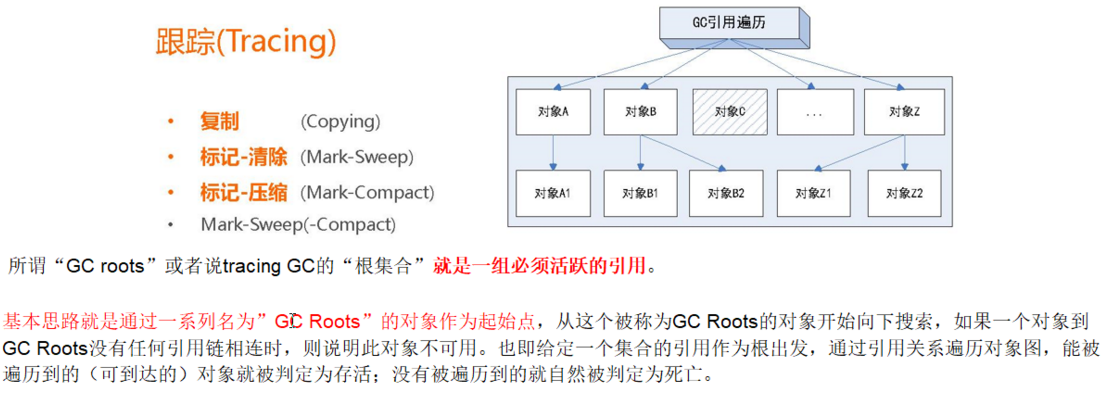 跟踪(Tracing)
• 复制 (Copying)
• 标记-清除 (Mark-Sweep)
• 标记-压缩 (Mark-Compact)
• Mark-Sweep(-Compact)
GC引用遍历
对象A 对象B 对象C ... 对象Z
对象A1 对象B1 对象B2 对象Z1 对象Z2
所谓“GC roots”或者说tracing GC的“根集合”就是一组必须活跃的引用。
基本思路就是通过一系列名为”GC Roots”的对象作为起始点，从这个被称为GC Roots的对象开始向下搜索，如果一个对象到
GC Roots没有任何引用链相连时，则说明此对象不可用。也即给定一个集合的引用作为根出发，通过引用关系遍历对象图，能被
遍历到的（可到达的）对象就被判定为存活；没有被遍历到的就自然被判定为死亡。